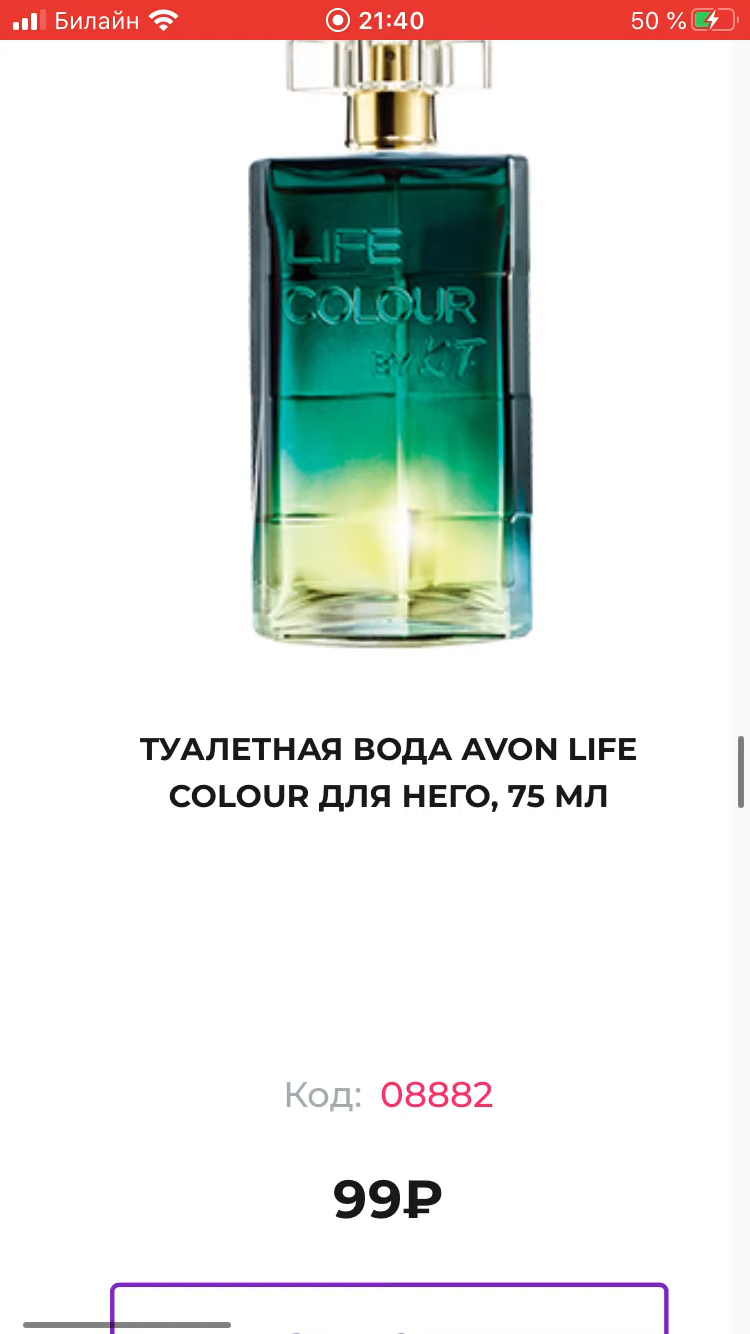 Билайн 21:40 50 %
LIFE
COLOUR
BY K.T.
ТУАЛЕТНАЯ ВОДА AVON LIFE
COLOUR ДЛЯ НЕГО, 75 МЛ
Код: 08882
99₽